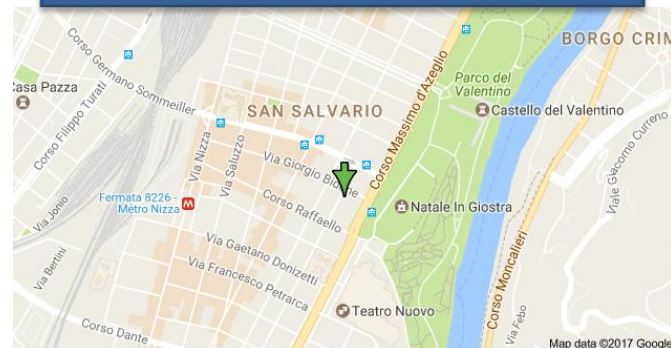 BORGO CRIM
Corso Germano Sommeiller
Parco del
Valentino
Casa Pazza
Corso Filippo Turati
SAN SALVARIO
Corso Massimo d'Azeglio
Castello del Valentino
Via Nizza
Via Saluzzo
Via Giorgio Bidone
Viale Giacomo Curreno
Fermata 8226 -
Metro Nizza
Corso Raffaello
Natale In Giostra
Via Jonio
Via Gaetano Donizetti
Via Bertini
Via Francesco Petrarca
Corso Moncalieri
Teatro Nuovo
Via Febo
Corso Dante
Map data ©2017 Google